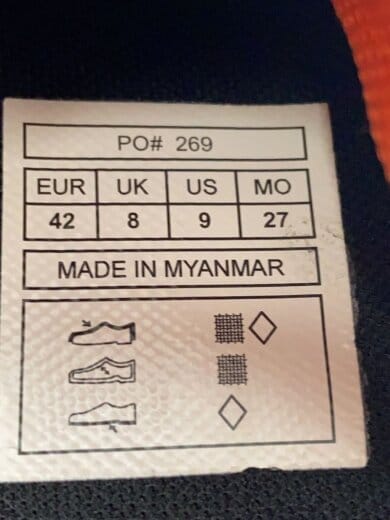 PO# 269
EUR UK US MO
42 8 9 27
MADE IN MYANMAR